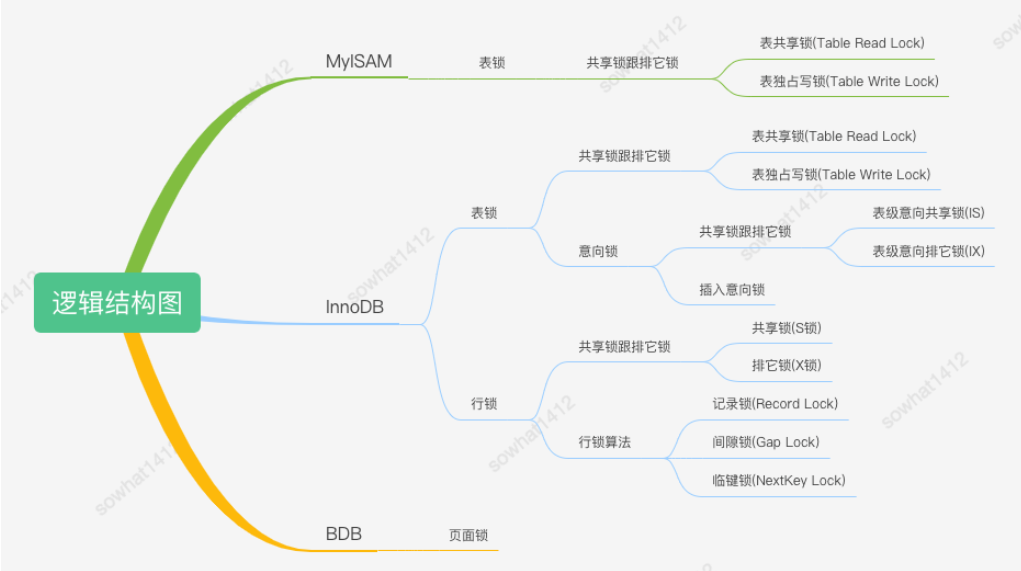 逻辑结构图
MyISAM
表锁
共享锁跟排它锁
表共享锁(Table Read Lock)
表独占写锁(Table Write Lock)
InnoDB
表锁
共享锁跟排它锁
表共享锁(Table Read Lock)
表独占写锁(Table Write Lock)
意向锁
共享锁跟排它锁
表级意向共享锁(IS)
表级意向排它锁(IX)
插入意向锁
行锁
共享锁跟排它锁
共享锁(S锁)
排它锁(X锁)
行锁算法
记录锁(Record Lock)
间隙锁(Gap Lock)
临键锁(NextKey Lock)
BDB
页面锁
sowhat1412
sowhat1412
sowhat1412
sowhat1412
sowhat1412
sowhat1412